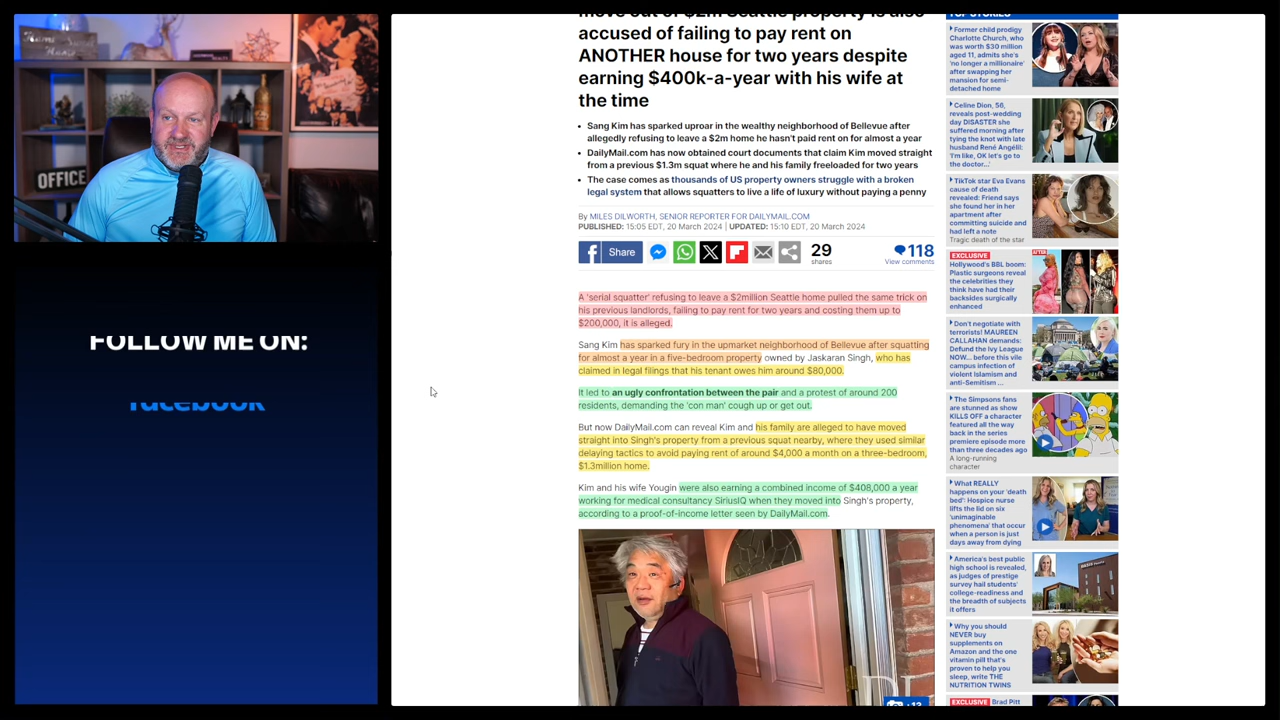 OFFICE
FOLLOW ME ON:
facebook
move out of $2m Seattle property is also
accused of failing to pay rent on
ANOTHER house for two years despite
earning $400k-a-year with his wife at
the time
• Sang Kim has sparked uproar in the wealthy neighborhood of Bellevue after
allegedly refusing to leave a $2m home he hasn't paid rent on for almost a year
• DailyMail.com has now obtained court documents that claim Kim moved straight
from a previous $1.3m squat where he and his family freeloaded for two years
• The case comes as thousands of US property owners struggle with a broken
legal system that allows squatters to live a life of luxury without paying a penny
By MILES DILWORTH, SENIOR REPORTER FOR DAILYMAIL.COM
PUBLISHED: 15:05 EDT, 20 March 2024 | UPDATED: 15:10 EDT, 20 March 2024
Share
29
shares
118
View comments
A 'serial squatter' refusing to leave a $2million Seattle home pulled the same trick on
his previous landlords, failing to pay rent for two years and costing them up to
$200,000, it is alleged.
Sang Kim has sparked fury in the upmarket neighborhood of Bellevue after squatting
for almost a year in a five-bedroom property owned by Jaskaran Singh, who has
claimed in legal filings that his tenant owes him around $80,000.
It led to an ugly confrontation between the pair and a protest of around 200
residents, demanding the 'con man' cough up or get out.
But now DailyMail.com can reveal Kim and his family are alleged to have moved
straight into Singh's property from a previous squat nearby, where they used similar
delaying tactics to avoid paying rent of around $4,000 a month on a three-bedroom,
$1.3million home.
Kim and his wife Yougin were also earning a combined income of $408,000 a year
working for medical consultancy SiriusIQ when they moved into Singh's property,
according to a proof-of-income letter seen by DailyMail.com.
+13
TOP STORIES
Former child prodigy
Charlotte Church, who
was worth $30 million
aged 11, admits she's
'no longer a millionaire'
after swapping her
mansion for semi-
detached home
Celine Dion, 56,
reveals post-wedding
day DISASTER she
suffered morning after
tying the knot with late
husband René Angélil:
'I'm like, OK let's go to
the doctor...'
TikTok star Eva Evans
cause of death
revealed: Friend says
she found her in her
apartment after
committing suicide and
had left a note
Tragic death of the star
EXCLUSIVE
Hollywood's BBL boom:
Plastic surgeons reveal
the celebrities they
think have had their
backsides surgically
enhanced
Don't negotiate with
terrorists! MAUREEN
CALLAHAN demands:
Defund the Ivy League
NOW... before this vile
campus infection of
violent Islamism and
anti-Semitism ...
The Simpsons fans
are stunned as show
KILLS OFF a character
featured all the way
back in the series
premiere episode more
than three decades ago
A long-running
character
What REALLY
happens on your 'death
bed': Hospice nurse
lifts the lid on six
'unimaginable
phenomena' that occur
when a person is just
days away from dying
America's best public
high school is revealed,
as judges of prestige
survey hail students'
college-readiness and
the breadth of subjects
it offers
Why you should
NEVER buy
supplements on
Amazon and the one
vitamin pill that's
proven to help you
sleep, write THE
NUTRITION TWINS
EXCLUSIVE Brad Pitt